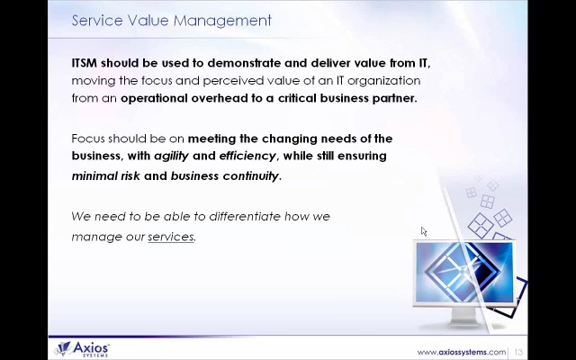 Service Value Management
ITSM should be used to demonstrate and deliver value from IT,
moving the focus and perceived value of an IT organization
from an operational overhead to a critical business partner.
Focus should be on meeting the changing needs of the
business, with agility and efficiency, while still ensuring
minimal risk and business continuity.
We need to be able to differentiate how we
manage our services.
Axios
SYSTEMS
www.axiossystems.com
13